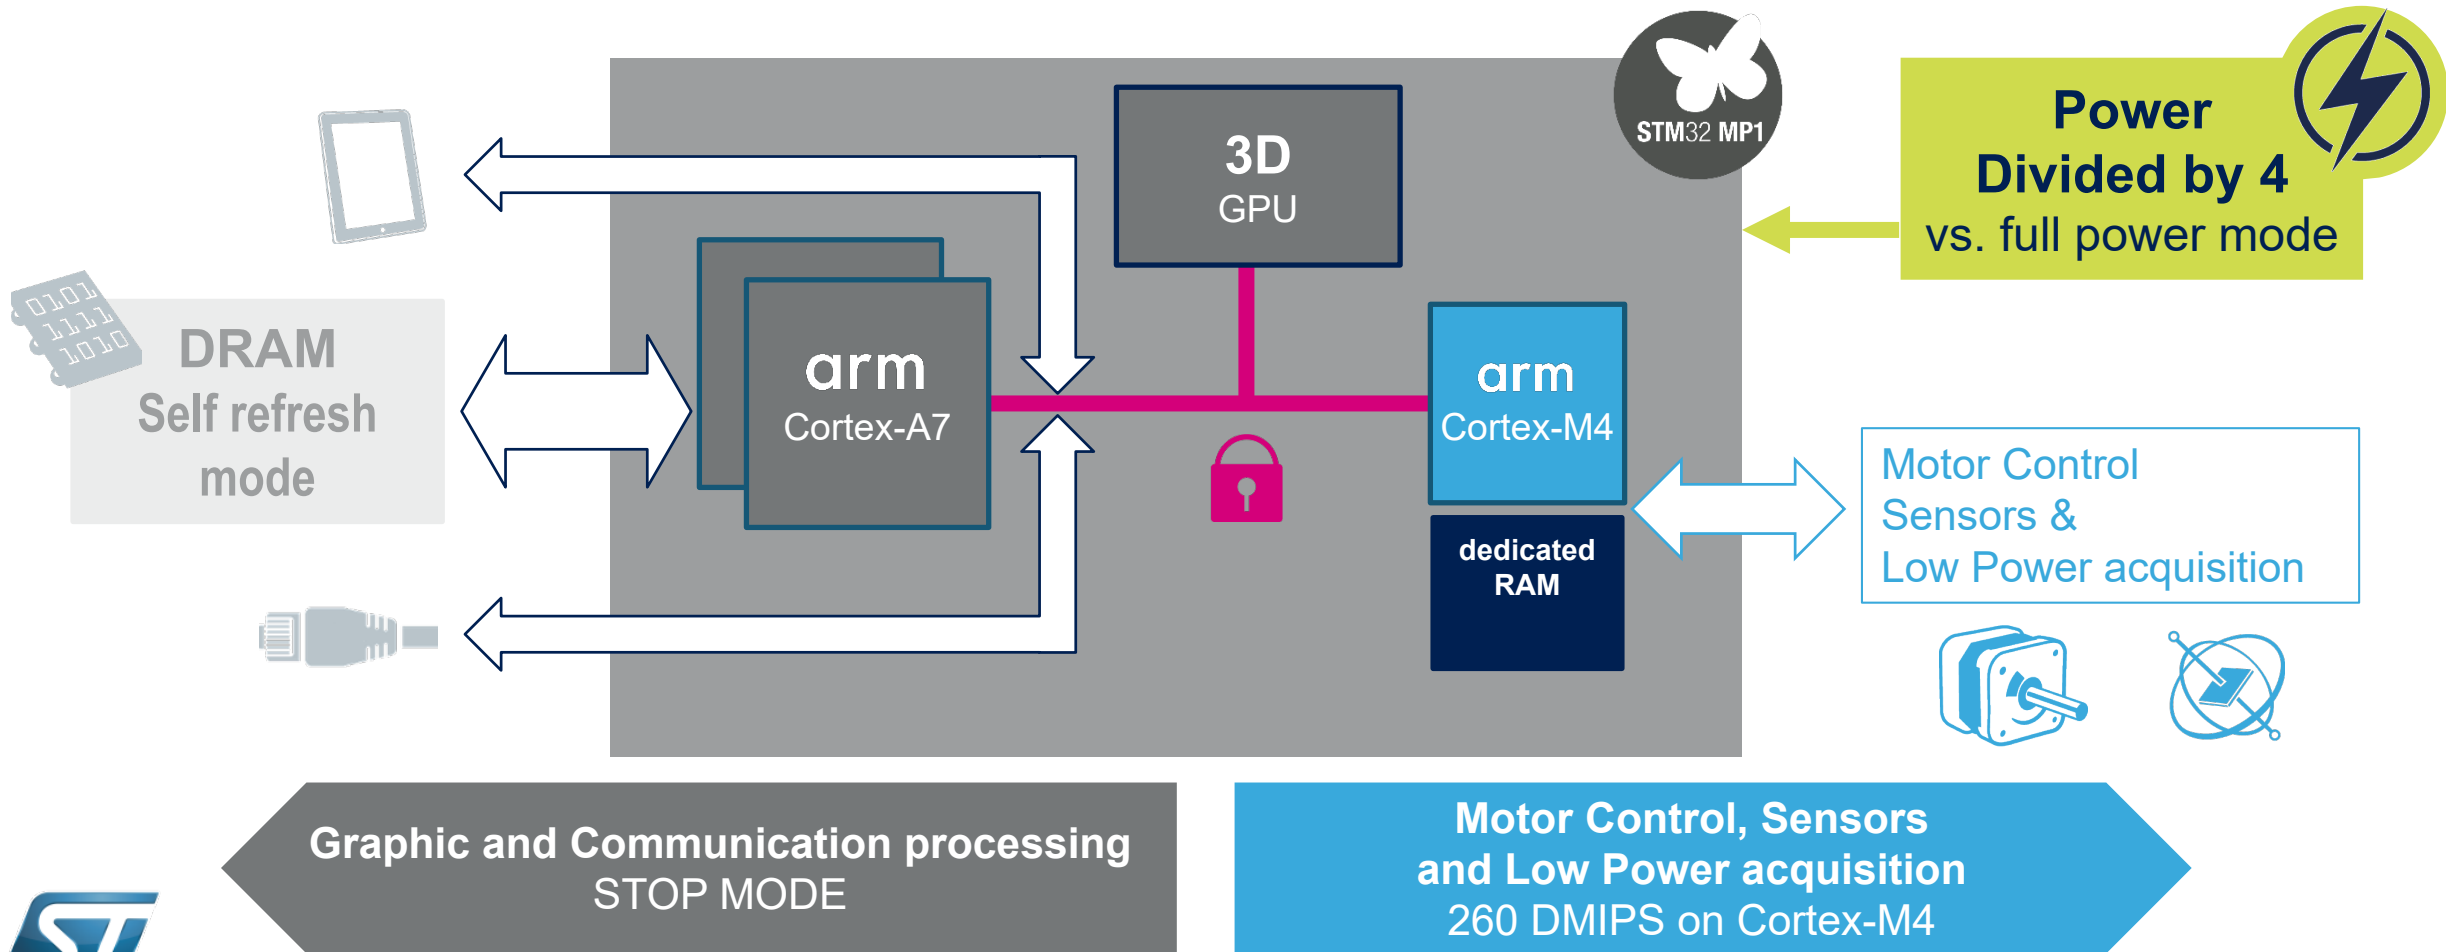 STM32 MP1
Power
Divided by 4
vs. full power mode
3D
GPU
0101
1111
1010
DRAM
Self refresh
mode
arm
Cortex-A7
arm
Cortex-M4
dedicated
RAM
Motor Control
Sensors &
Low Power acquisition
Graphic and Communication processing
STOP MODE
Motor Control, Sensors
and Low Power acquisition
260 DMIPS on Cortex-M4
ST